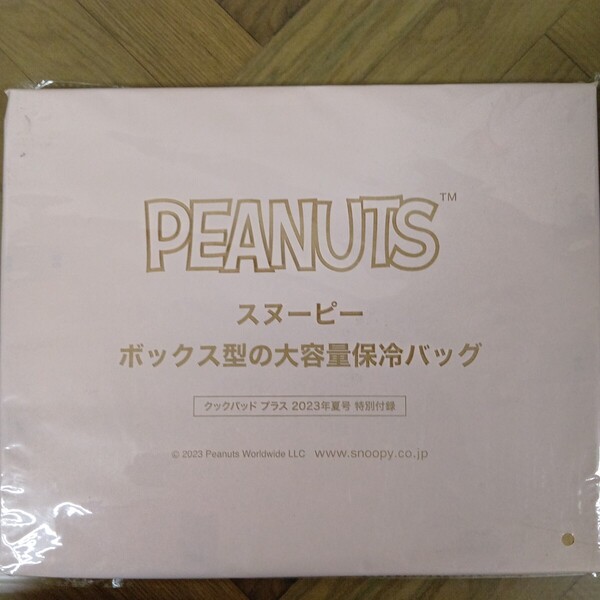 PEANUTS™
スヌーピー
ボックス型の大容量保冷バッグ
クックパッド プラス 2023年夏号 特別付録
© 2023 Peanuts Worldwide LLC www.snoopy.co.jp